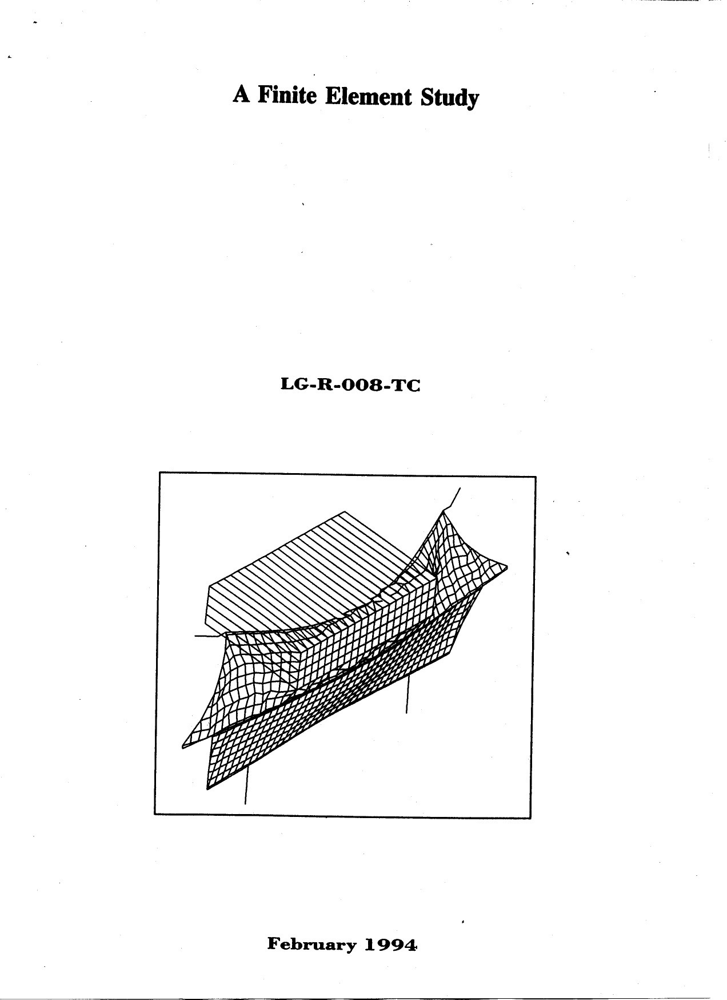 A Finite Element Study
LG-R-008-TC
February 1994